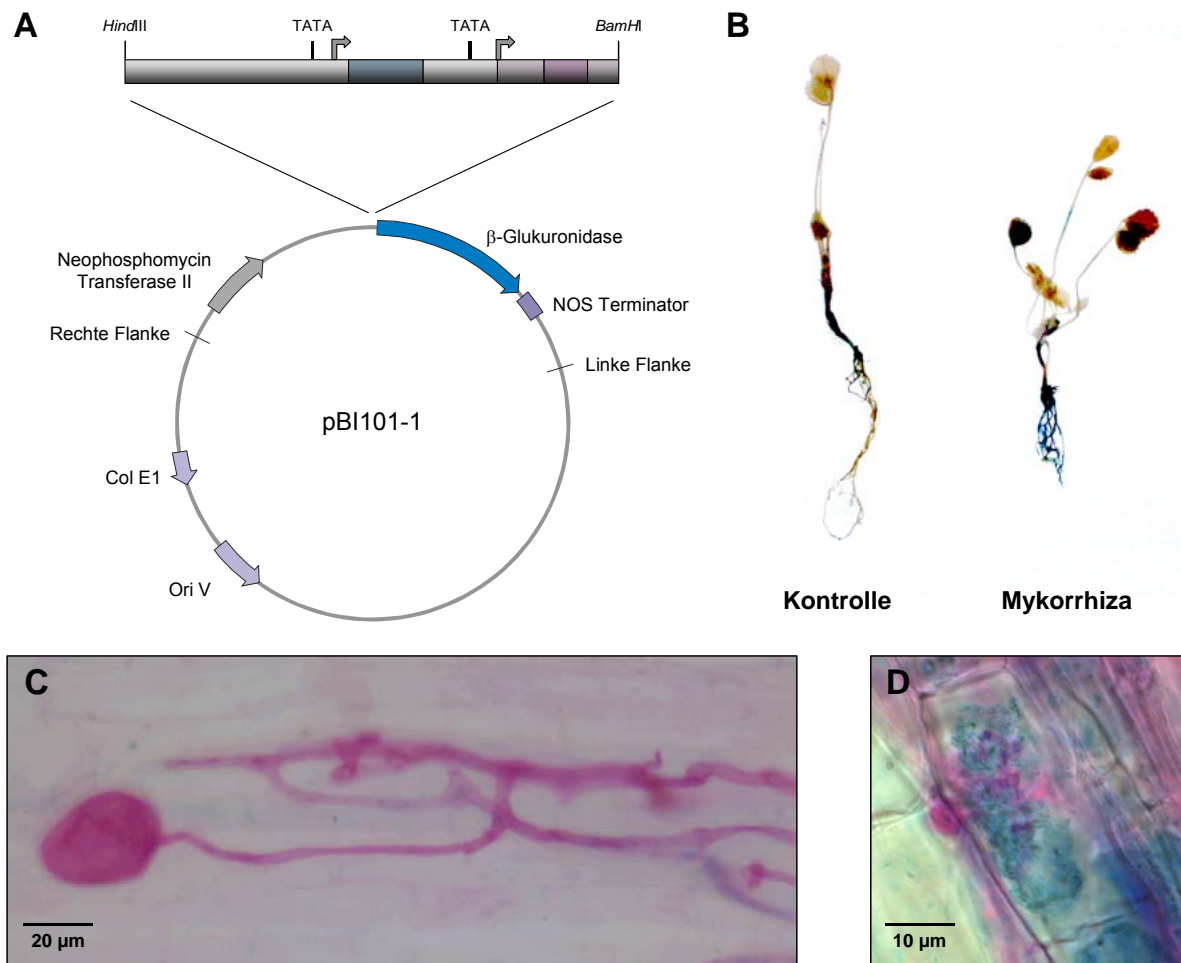 A
HindIII
TATA
TATA
BamHI
β-Glukuronidase
Neophosphomycin
Transferase II
NOS Terminator
Rechte Flanke
Linke Flanke
pBI101-1
Col E1
Ori V
B
Kontrolle
Mykorrhiza
C
20 µm
D
10 µm